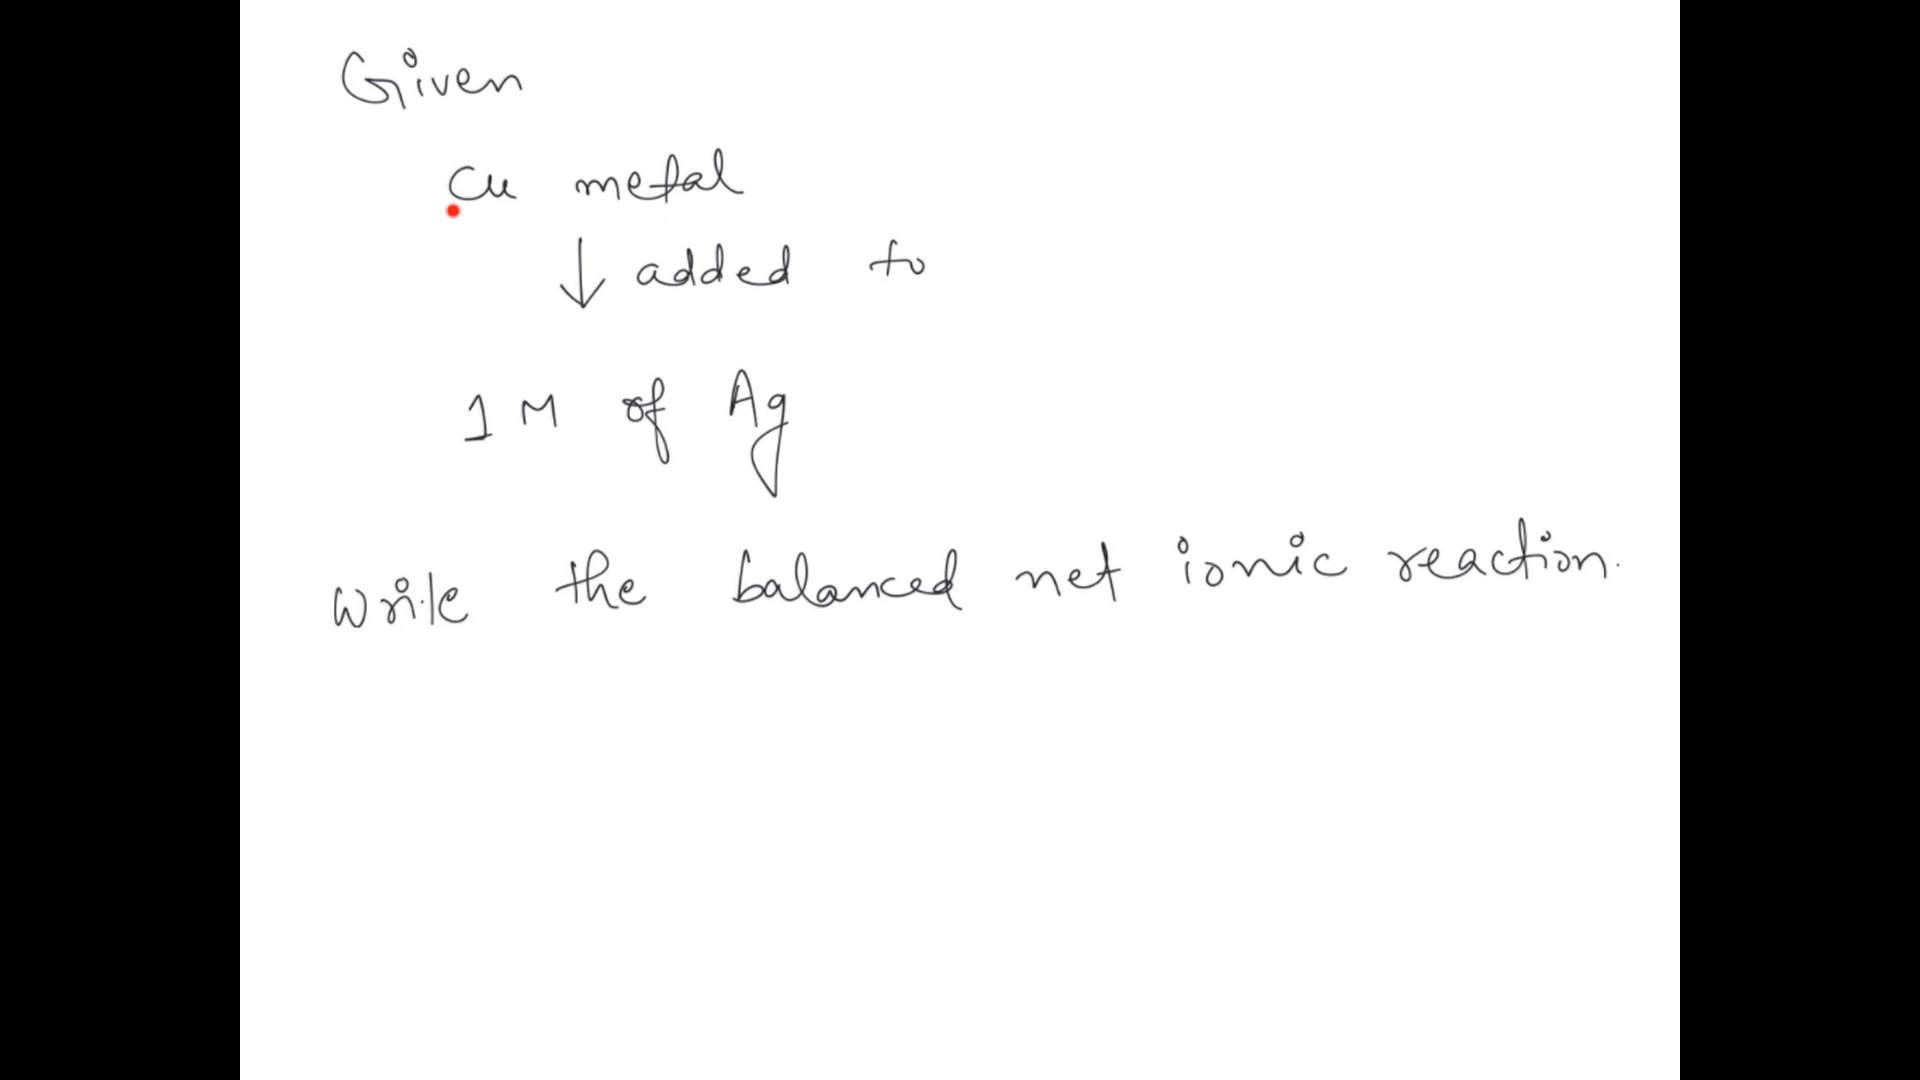 Given
Cu metal
↓ added to
1 M of Ag
Write the balanced net ionic reaction.